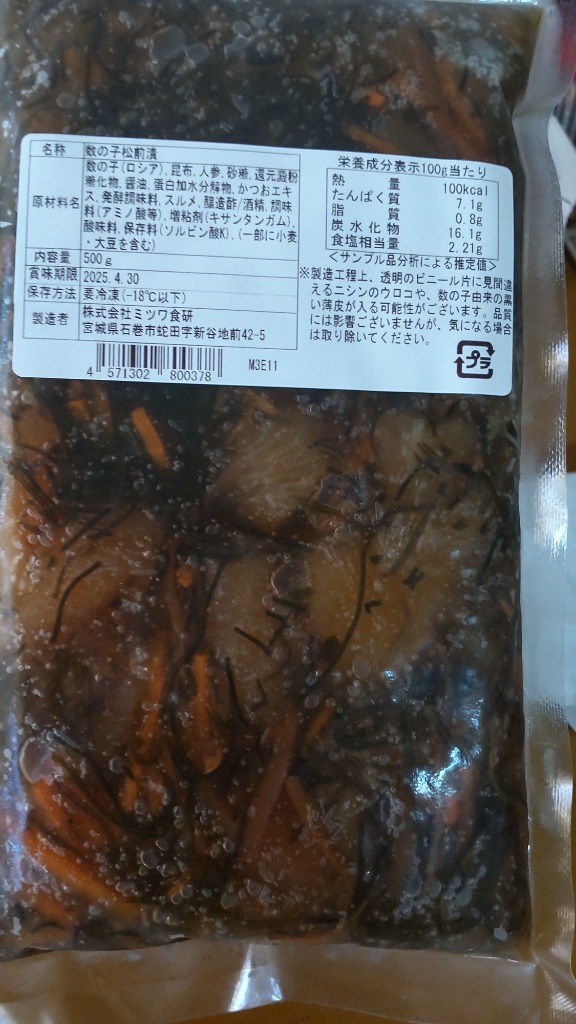 名称 数の子松前漬
原材料名 数の子(ロシア)、昆布、人参、砂糖、還元澱粉
糖化物、醤油、蛋白加水分解物、かつおエキ
ス、発酵調味料、スルメ、醸造酢/酒精、調味
料(アミノ酸等)、増粘剤(キサンタンガム)、
酸味料、保存料(ソルビン酸K)、(一部に小麦
・大豆を含む)
内容量 500g
賞味期限 2025.4.30
保存方法 要冷凍(-18℃以下)
製造者 株式会社ミツワ食研
宮城県石巻市蛇田字新谷地前42-5
4 571302 800378
M3E11
栄養成分表示100g当たり
熱量 100kcal
たんぱく質 7.1g
脂質 0.8g
炭水化物 16.1g
食塩相当量 2.21g
<サンプル品分析による推定値>
※製造工程上、透明のビニール片に見間違
えるニシンのウロコや、数の子由来の黒
い薄皮が入る可能性がございます。品質
には影響ございませんが、気になる場合
は取り除いてください。
プラ